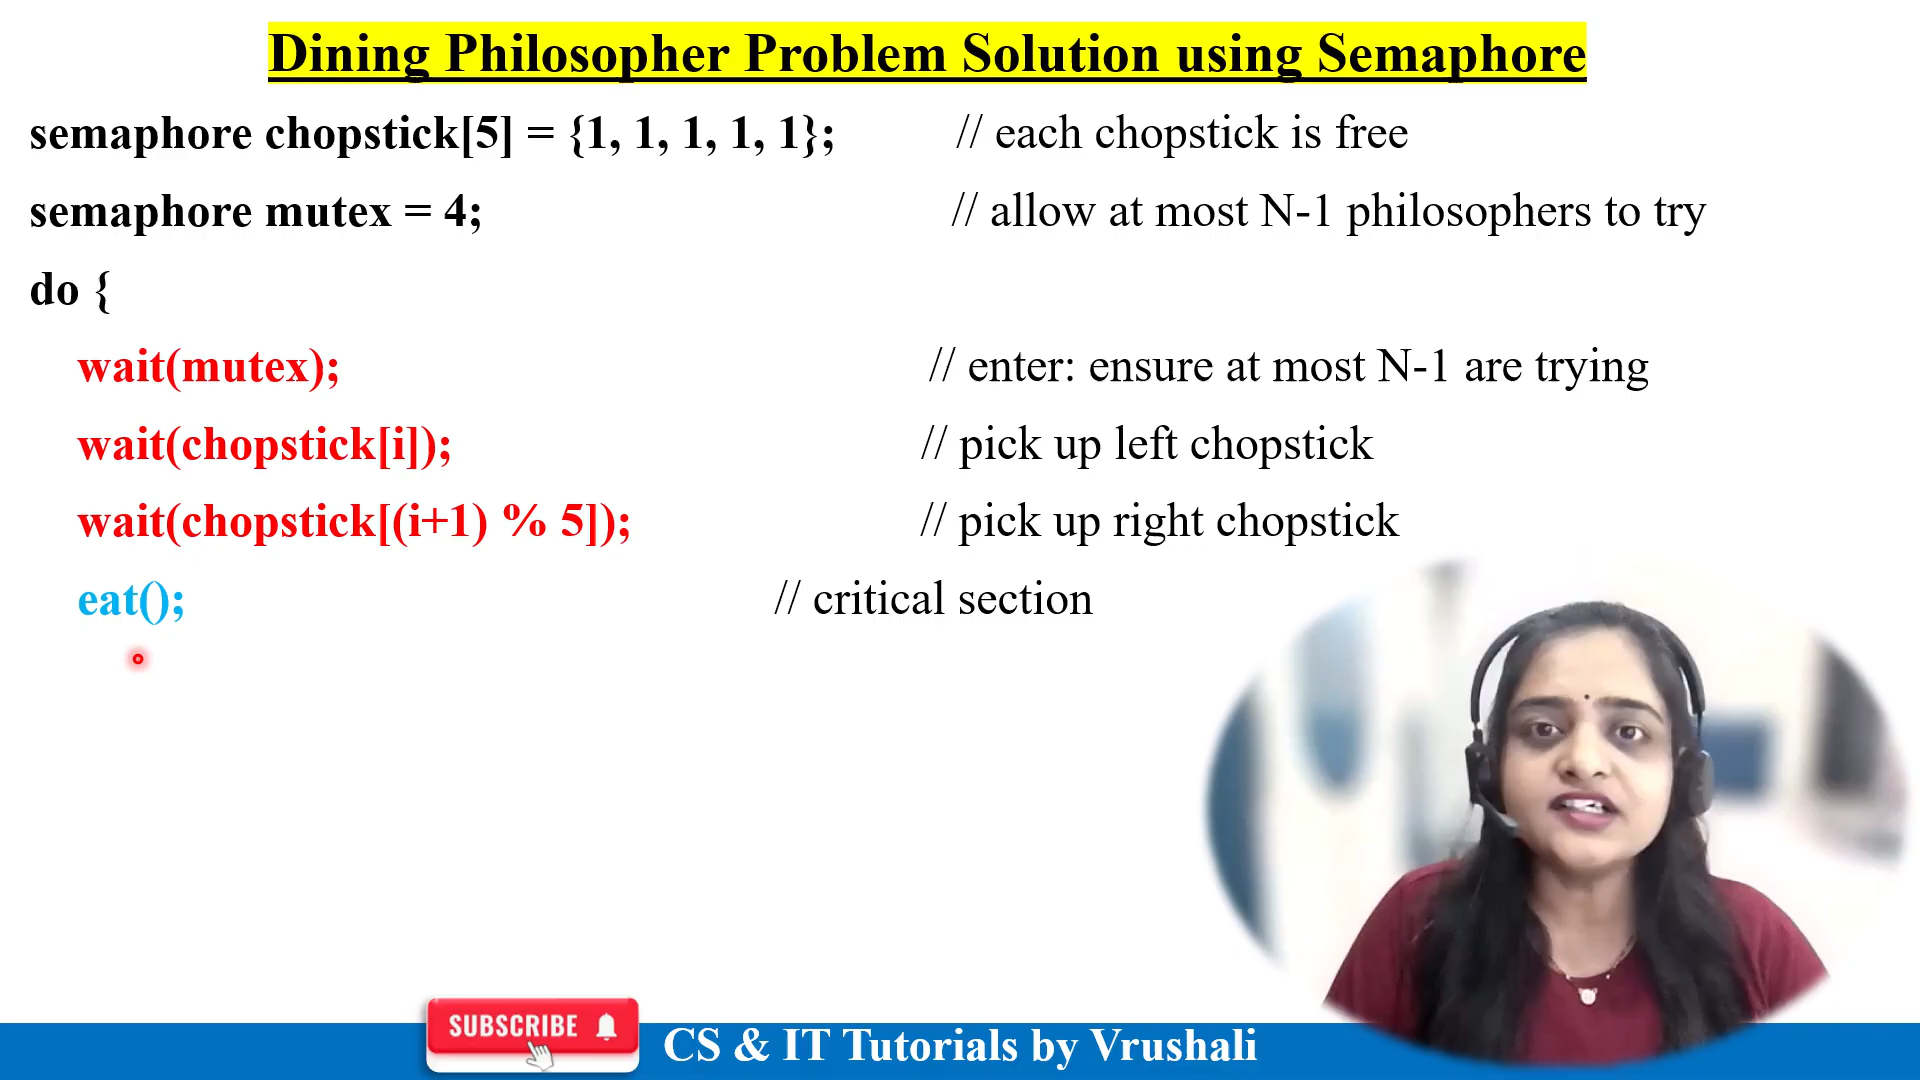 Dining Philosopher Problem Solution using Semaphore
semaphore chopstick[5] = {1, 1, 1, 1, 1}; // each chopstick is free
semaphore mutex = 4; // allow at most N-1 philosophers to try
do {
wait(mutex); // enter: ensure at most N-1 are trying
wait(chopstick[i]); // pick up left chopstick
wait(chopstick[(i+1) % 5]); // pick up right chopstick
eat(); // critical section
SUBSCRIBE
CS & IT Tutorials by Vrushali